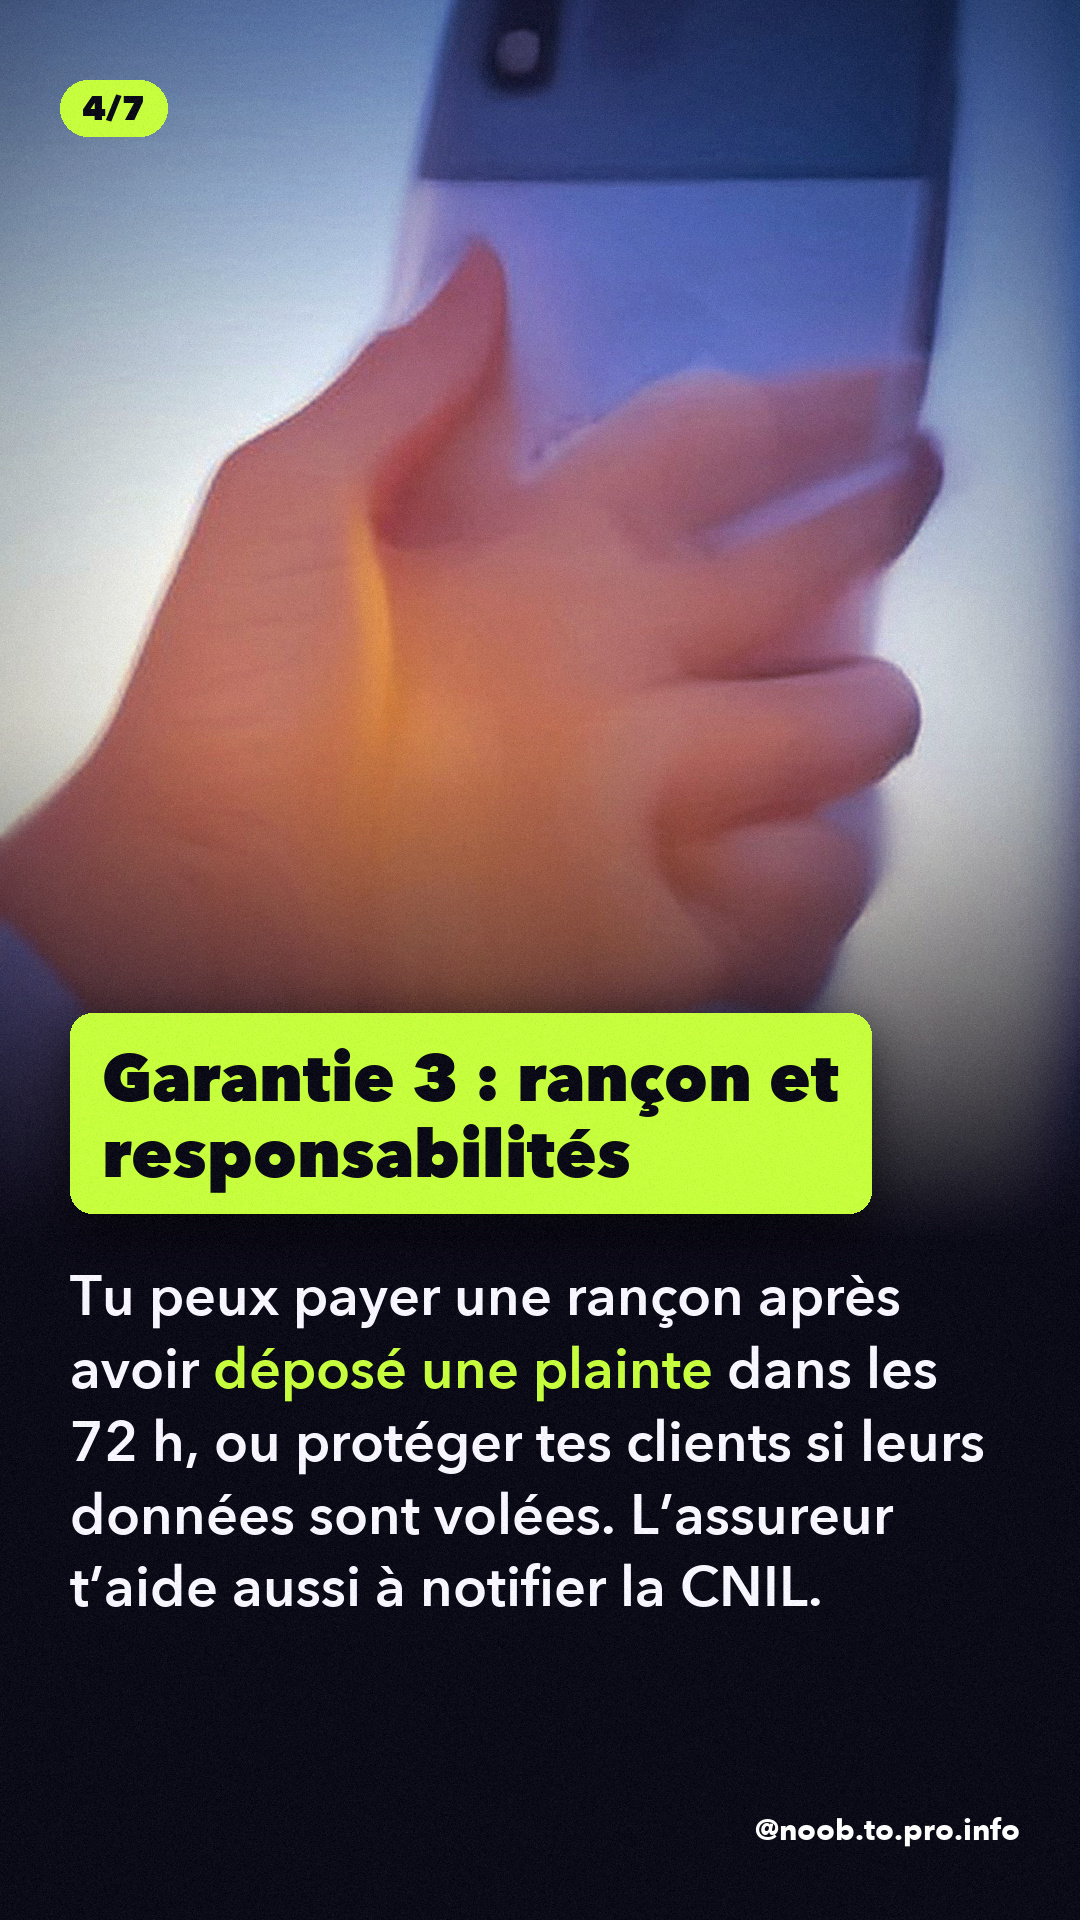 4/7
Garantie 3 : rançon et
responsabilités
Tu peux payer une rançon après
avoir déposé une plainte dans les
72 h, ou protéger tes clients si leurs
données sont volées. L’assureur
t’aide aussi à notifier la CNIL.
@noob.to.pro.info